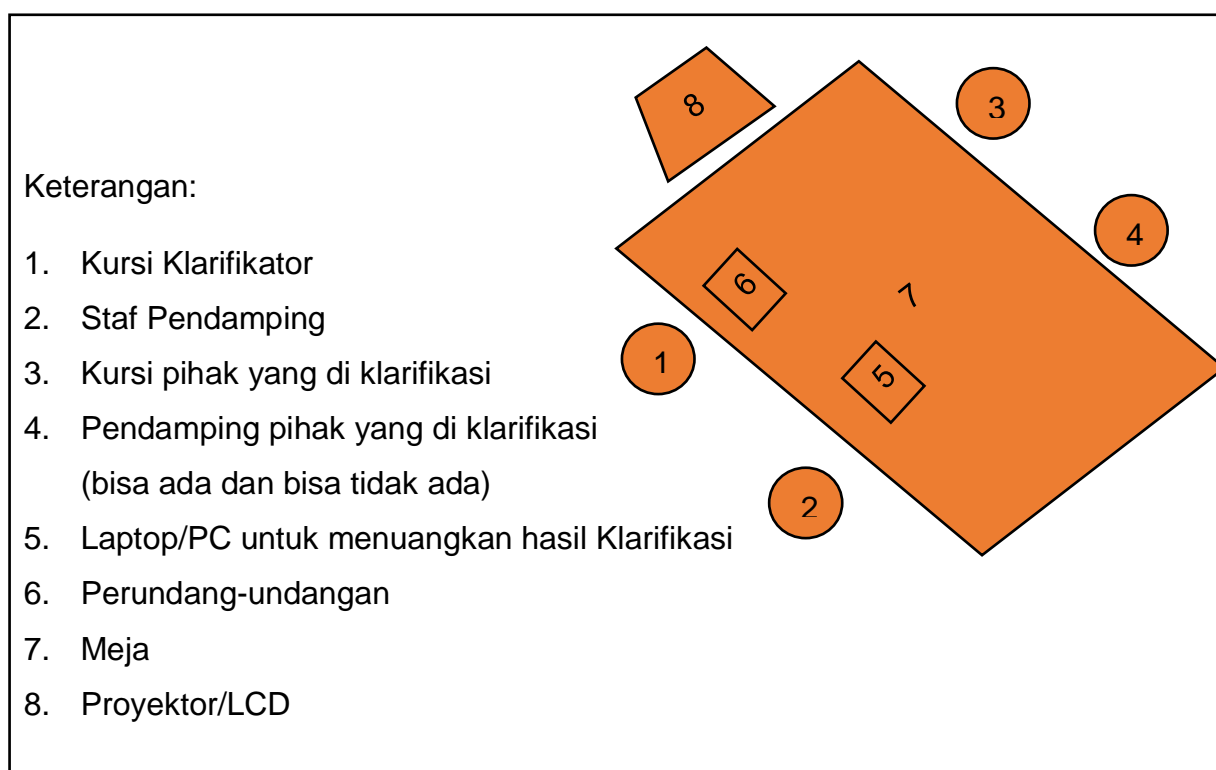 Keterangan:
1. Kursi Klarifikator
2. Staf Pendamping
3. Kursi pihak yang di klarifikasi
4. Pendamping pihak yang di klarifikasi
(bisa ada dan bisa tidak ada)
5. Laptop/PC untuk menuangkan hasil Klarifikasi
6. Perundang-undangan
7. Meja
8. Proyektor/LCD
8
3
4
6
7
1
5
2